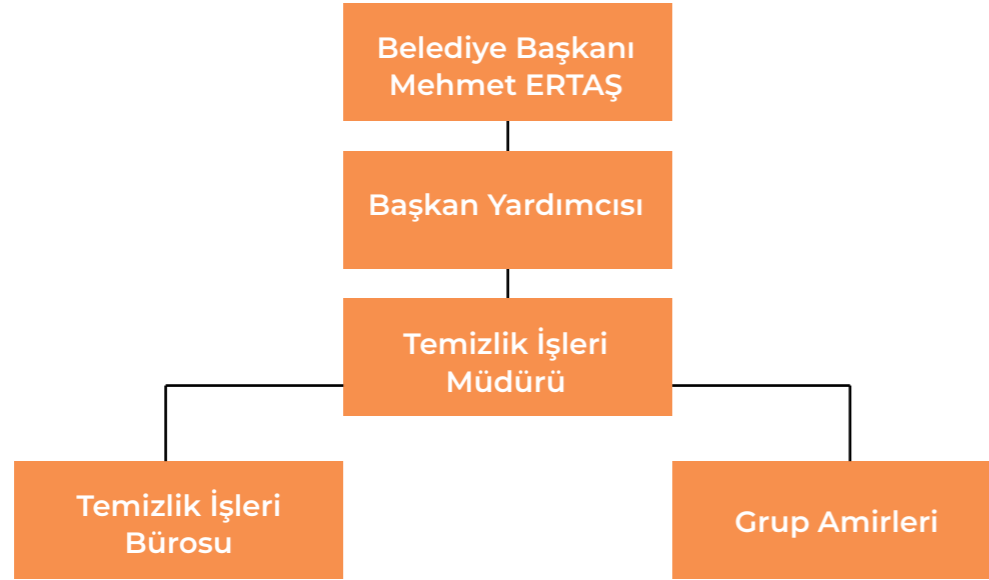 Belediye Başkanı
Mehmet ERTAŞ
Başkan Yardımcısı
Temizlik İşleri
Müdürü
Temizlik İşleri
Bürosu
Grup Amirleri